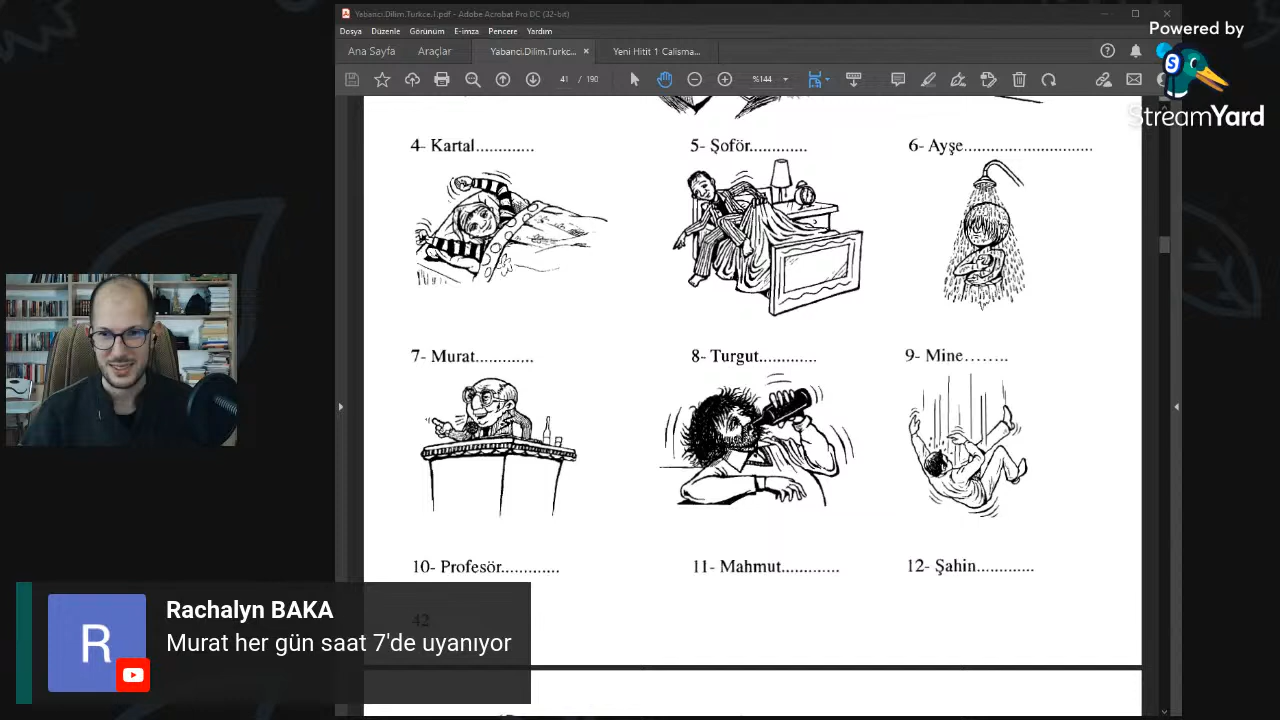 Yabanci.Dilim.Turkce.1.pdf - Adobe Acrobat Pro DC (32-bit)
Dosya Düzenle Görünüm E-imza Pencere Yardım
Ana Sayfa Araçlar Yabanci.Dilim.Turkc... × Yeni Hitit 1 Calisma...
41 / 190 %144
Powered by
StreamYard
4- Kartal............. 5- Şoför............. 6- Ayşe.............................
7- Murat............. 8- Turgut............. 9- Mine........
10- Profesör............. 11- Mahmut............. 12- Şahin.............
42
R
Rachalyn BAKA
Murat her gün saat 7'de uyanıyor